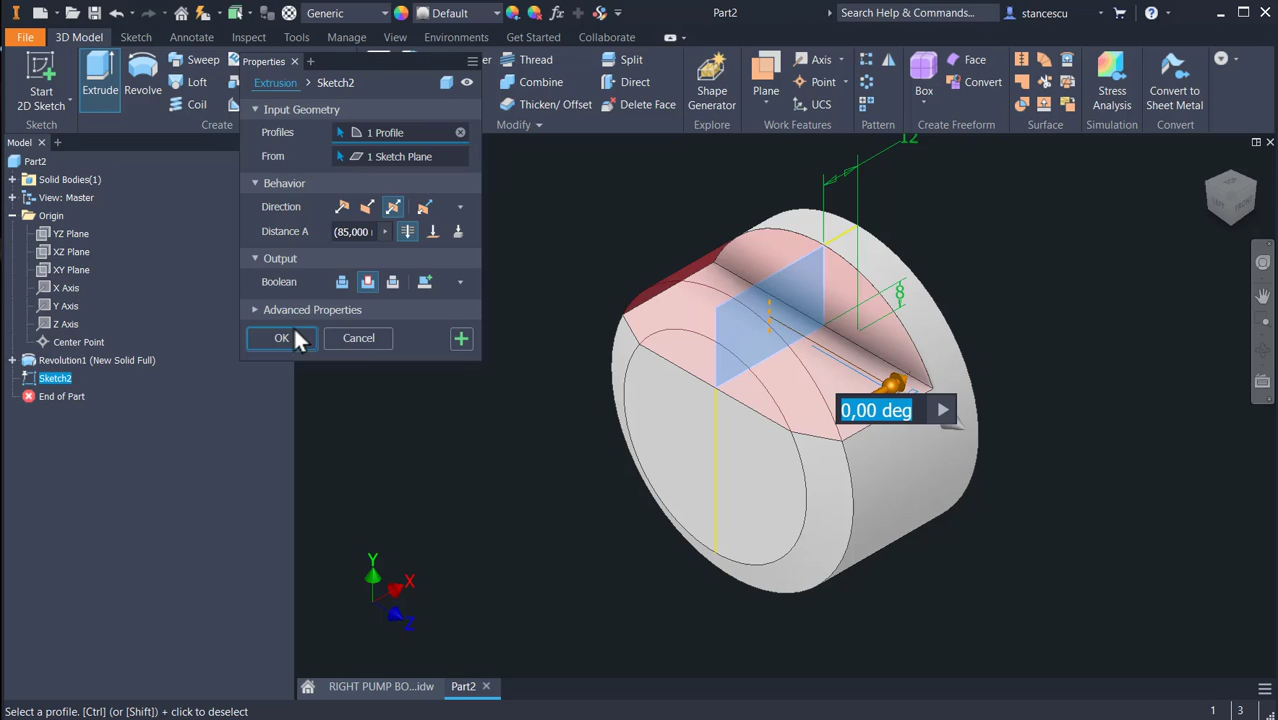 Generic
Default
Part2
Search Help & Commands...
stancescu
File
3D Model
Sketch
Annotate
Inspect
Tools
Manage
View
Environments
Get Started
Collaborate
Start
2D Sketch
Extrude
Revolve
Sweep
Loft
Coil
Thread
Combine
Thicken/ Offset
Split
Direct
Delete Face
Shape
Generator
Plane
Axis
Point
UCS
Box
Face
Convert
Stress
Analysis
Convert to
Sheet Metal
Sketch
Create
Modify
Explore
Work Features
Pattern
Create Freeform
Surface
Simulation
Convert
Model
Part2
Solid Bodies(1)
View: Master
Origin
YZ Plane
XZ Plane
XY Plane
X Axis
Y Axis
Z Axis
Center Point
Revolution1 (New Solid Full)
Sketch2
End of Part
Properties
Extrusion
Sketch2
Input Geometry
Profiles
1 Profile
From
1 Sketch Plane
Behavior
Direction
Distance A
(85,000
Output
Boolean
Advanced Properties
OK
Cancel
12
8
0,00 deg
LEFT
FRONT
Y
X
Z
RIGHT PUMP BO...idw
Part2
Select a profile. [Ctrl] (or [Shift]) + click to deselect
1
3